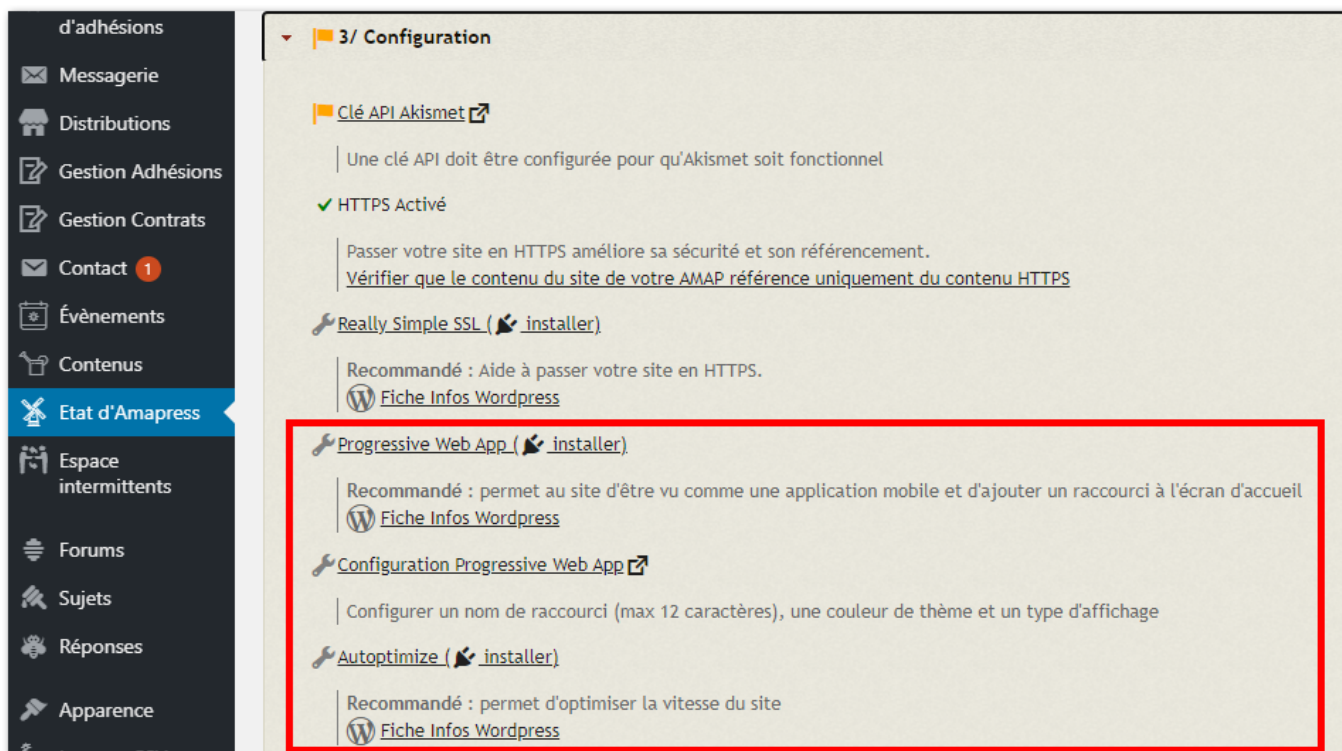 d'adhésions
Messagerie
Distributions
Gestion Adhésions
Gestion Contrats
Contact 1
Évènements
Contenus
Etat d'Amapress
Espace
intermittents
Forums
Sujets
Réponses
Apparence
3/ Configuration
Clé API Akismet
Une clé API doit être configurée pour qu'Akismet soit fonctionnel
HTTPS Activé
Passer votre site en HTTPS améliore sa sécurité et son référencement.
Vérifier que le contenu du site de votre AMAP référence uniquement du contenu HTTPS
Really Simple SSL ( installer)
Recommandé : Aide à passer votre site en HTTPS.
Fiche Infos Wordpress
Progressive Web App ( installer)
Recommandé : permet au site d'être vu comme une application mobile et d'ajouter un raccourci à l'écran d'accueil
Fiche Infos Wordpress
Configuration Progressive Web App
Configurer un nom de raccourci (max 12 caractères), une couleur de thème et un type d'affichage
Autoptimize ( installer)
Recommandé : permet d'optimiser la vitesse du site
Fiche Infos Wordpress